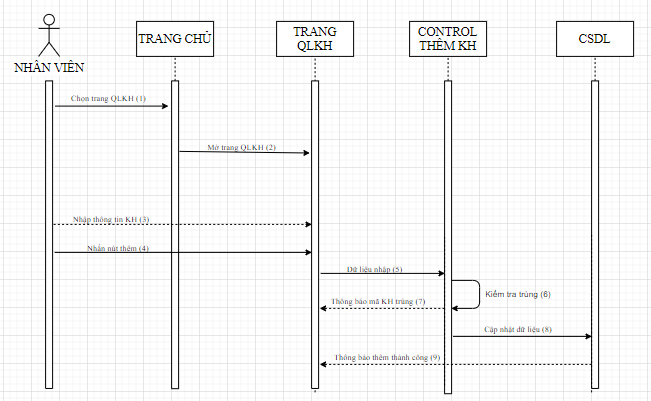 NHÂN VIÊN
TRANG CHỦ
TRANG
QLKH
CONTROL
THÊM KH
CSDL
Chọn trang QLKH (1)
Mở trang QLKH (2)
Nhập thông tin KH (3)
Nhấn nút thêm (4)
Dữ liệu nhập (5)
Kiểm tra trùng (6)
Thông báo mã KH trùng (7)
Cập nhật dữ liệu (8)
Thông báo thêm thành công (9)